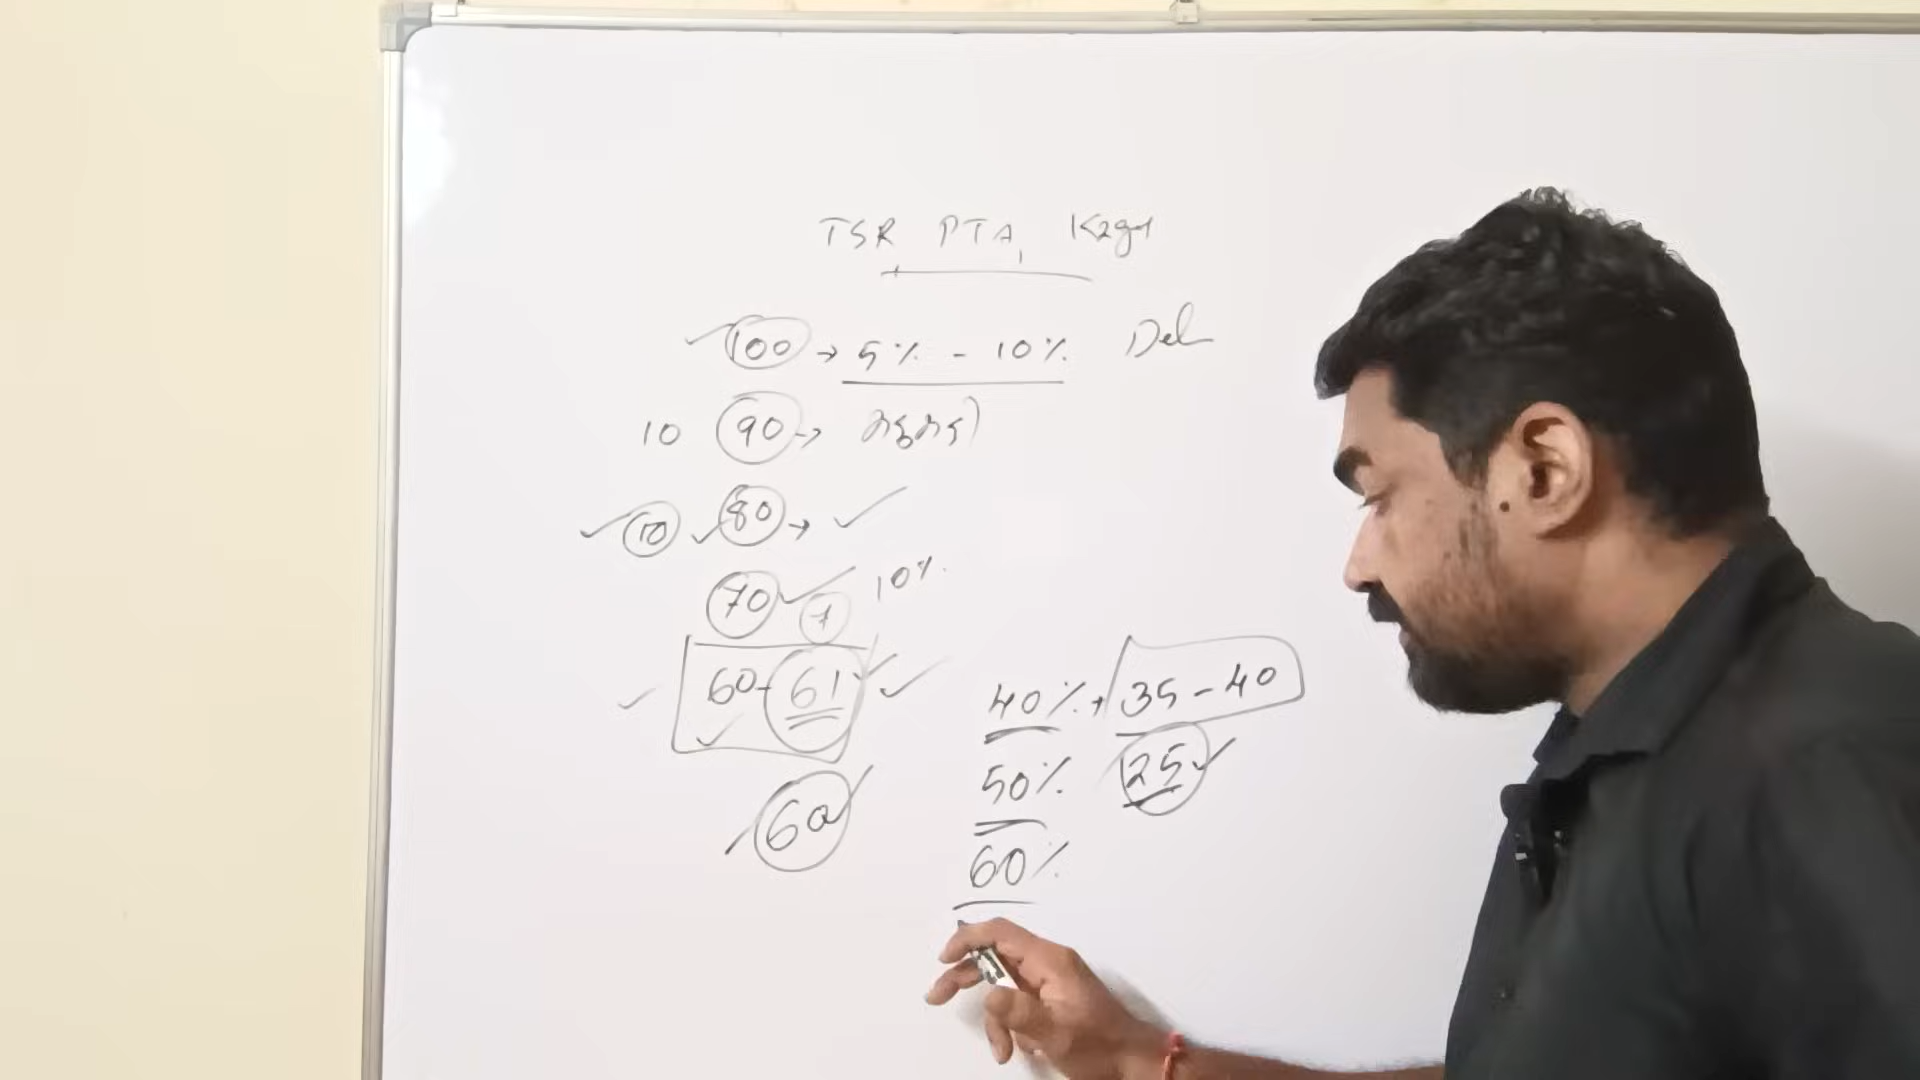 TSR, PTA, Kzgd
100 → 5% - 10% Del
10 90 →
10 80 →
70 7 10%
60 - 61
60
40% → 35 - 40
50% 25
60%